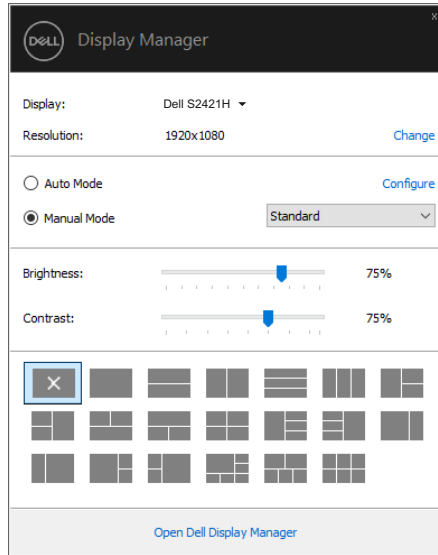 x
DELL Display Manager
Display: Dell S2421H
Resolution: 1920x1080 Change
Auto Mode Configure
Manual Mode Standard
Brightness: 75%
Contrast: 75%
Open Dell Display Manager